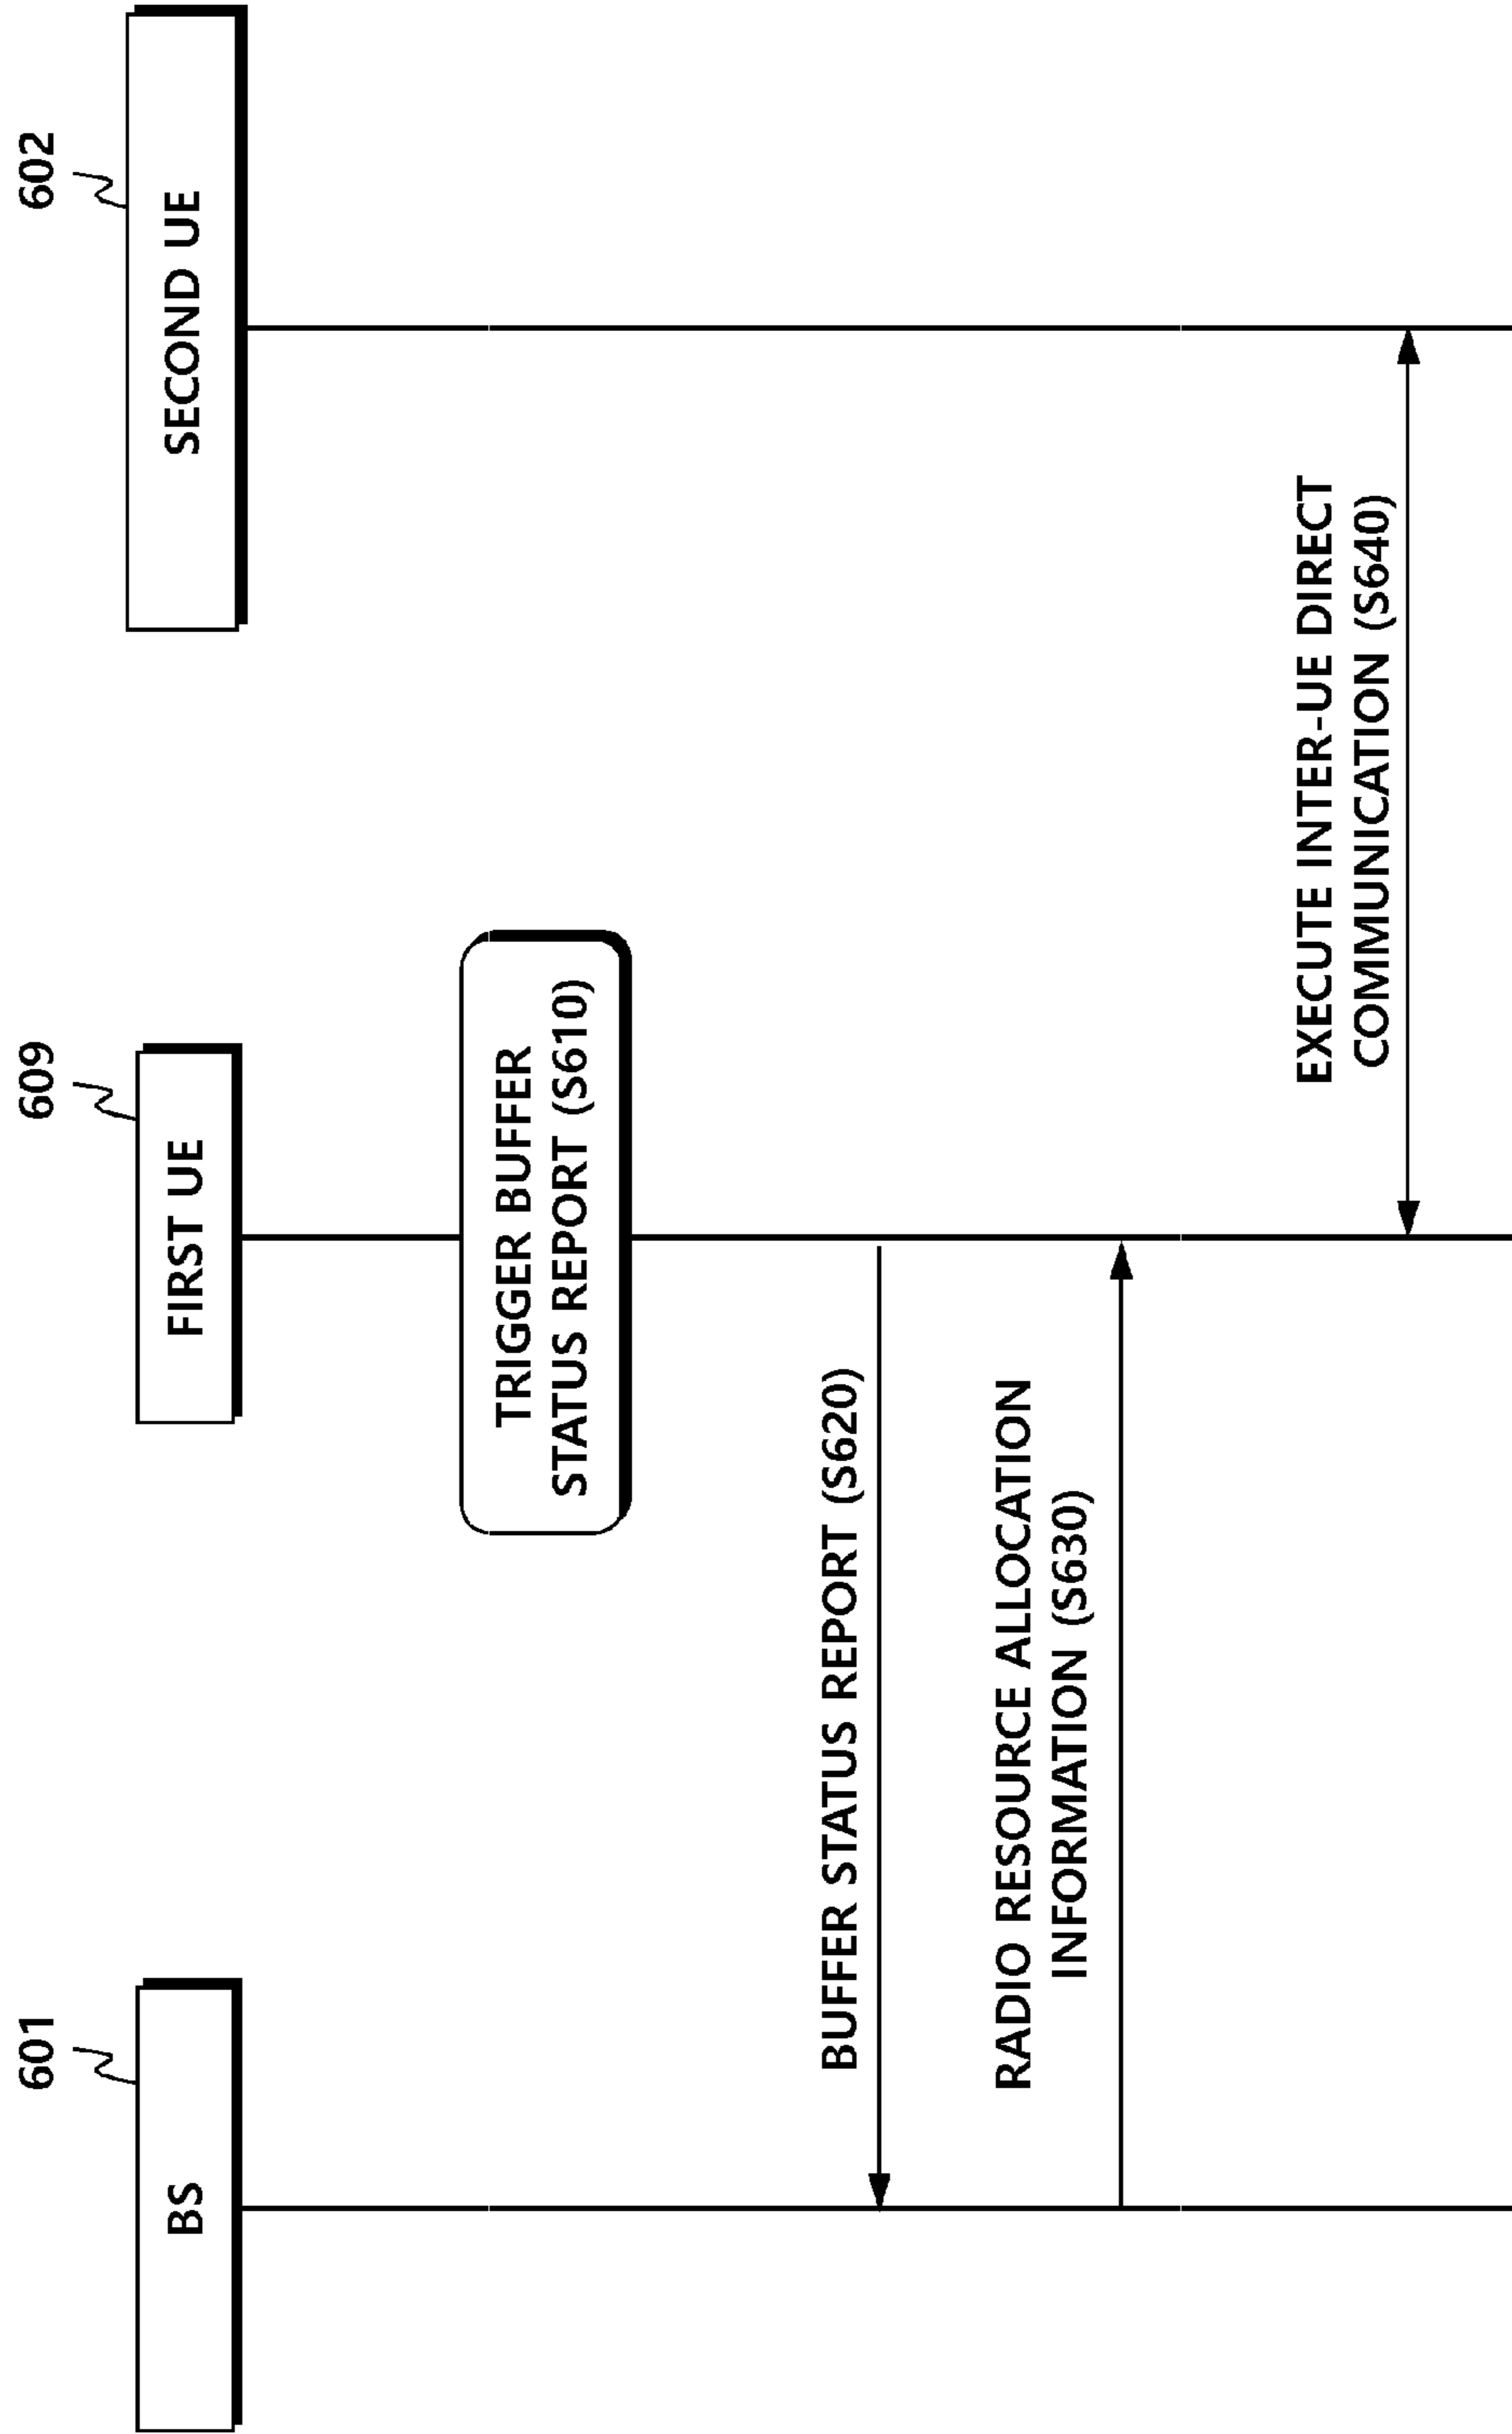 601
609
602
BS
FIRST UE
SECOND UE
TRIGGER BUFFER
STATUS REPORT (S610)
BUFFER STATUS REPORT (S620)
RADIO RESOURCE ALLOCATION
INFORMATION (S630)
EXECUTE INTER-UE DIRECT
COMMUNICATION (S640)